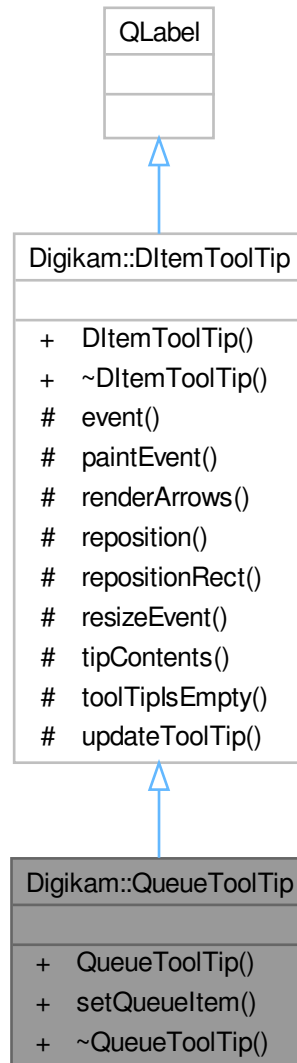 QLabel
Digikam::DItemToolTip
+ DItemToolTip()
+ ~DItemToolTip()
# event()
# paintEvent()
# renderArrows()
# reposition()
# repositionRect()
# resizeEvent()
# tipContents()
# toolTipIsEmpty()
# updateToolTip()
Digikam::QueueToolTip
+ QueueToolTip()
+ setQueueItem()
+ ~QueueToolTip()